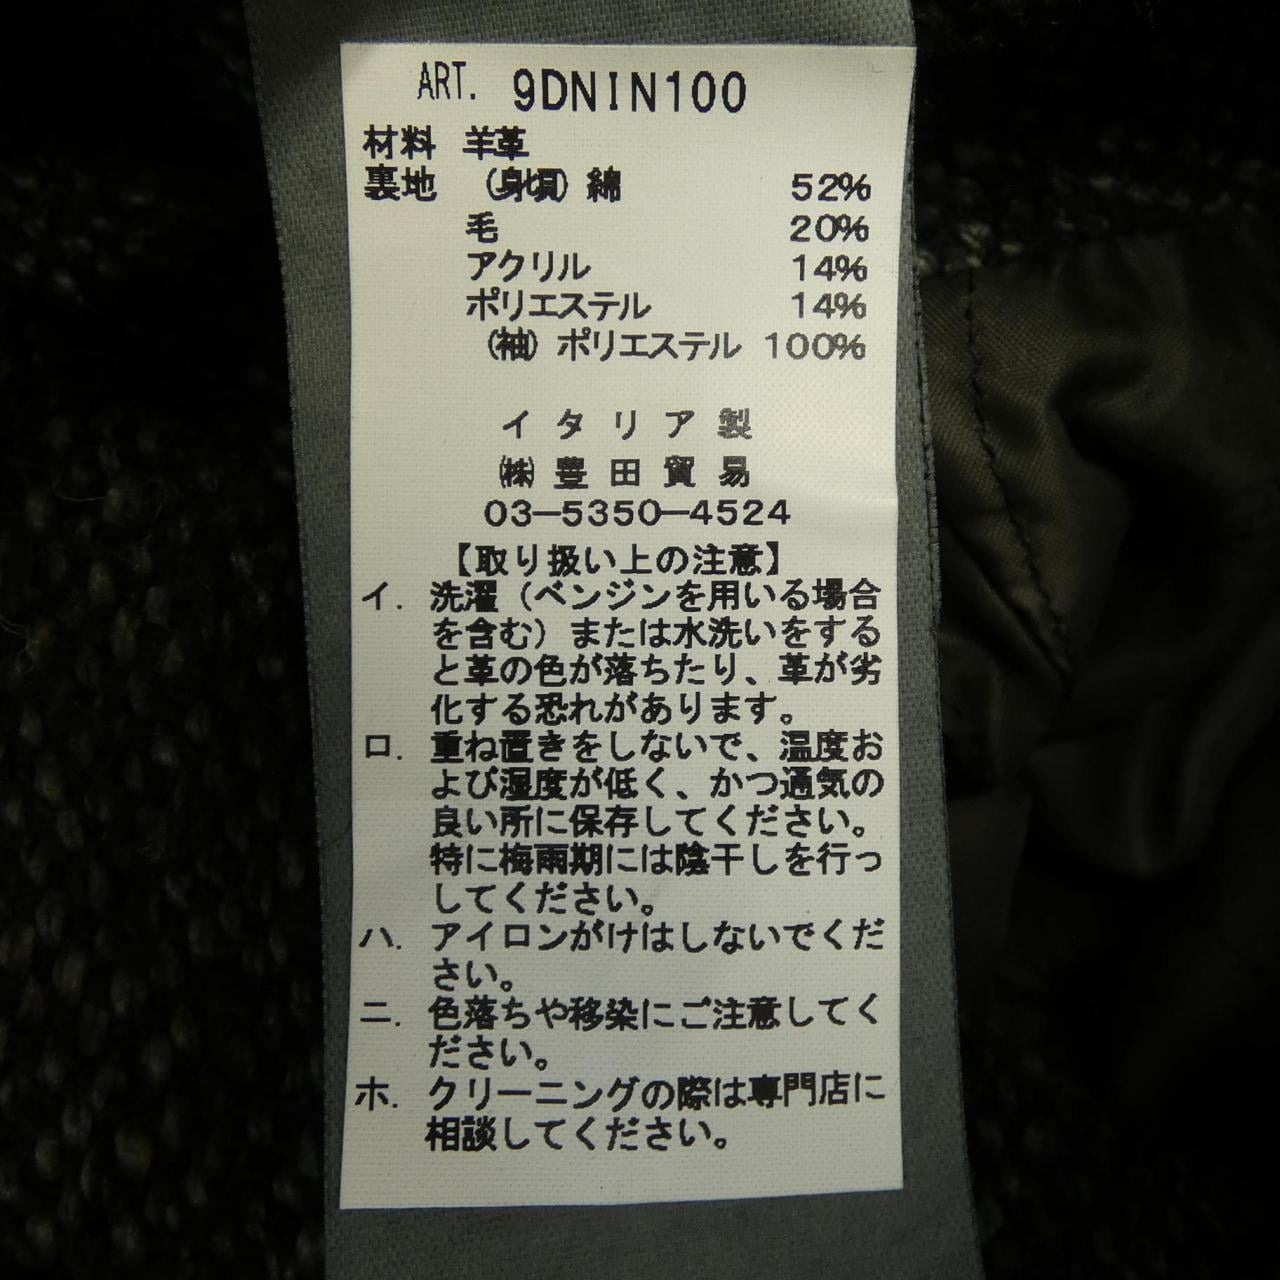 ART. 9DNIN100
材料 羊革
裏地 (身頃) 綿 52%
毛 20%
アクリル 14%
ポリエステル 14%
(袖) ポリエステル 100%
イタリア製
㈱豊田貿易
03-5350-4524
【取り扱い上の注意】
イ. 洗濯(ベンジンを用いる場合
を含む)または水洗いをする
と革の色が落ちたり、革が劣
化する恐れがあります。
ロ. 重ね置きをしないで、温度お
よび湿度が低く、かつ通気の
良い所に保存してください。
特に梅雨期には陰干しを行っ
してください。
ハ. アイロンがけはしないでくだ
さい。
ニ. 色落ちや移染にご注意してく
ださい。
ホ. クリーニングの際は専門店に
相談してください。